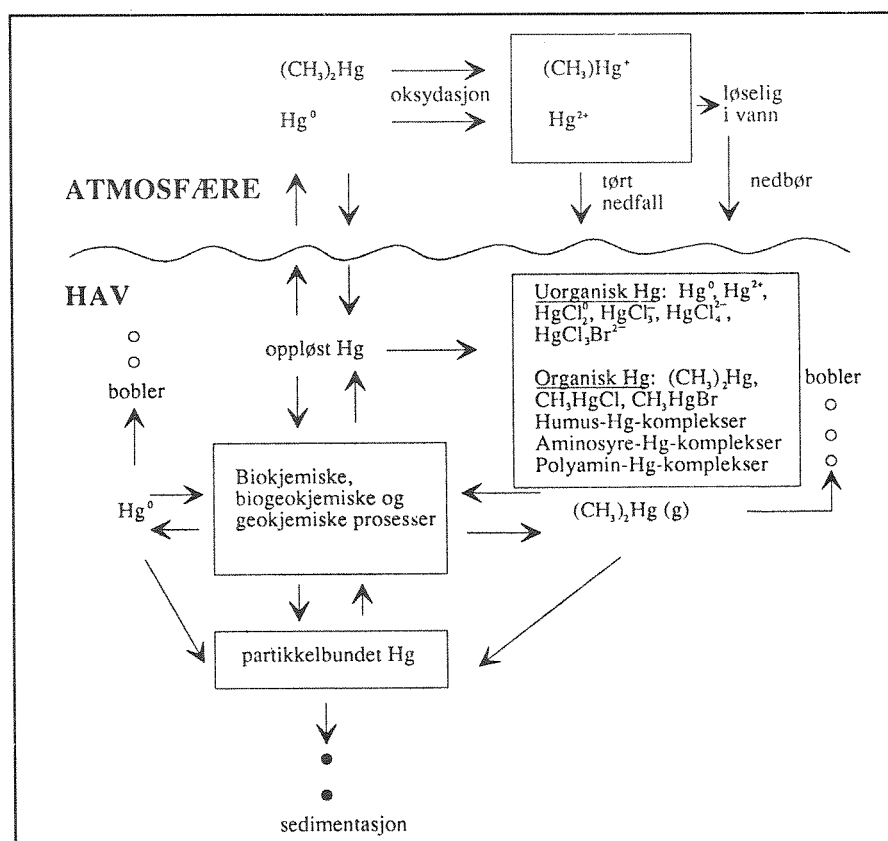 (CH₃)₂Hg
oksydasjon
(CH₃)Hg⁺
løselig
i vann
Hg⁰
Hg²⁺
ATMOSFÆRE
tørt
nedfall
nedbør
HAV
Uorganisk Hg: Hg⁰, Hg²⁺,
HgCl₂⁰, HgCl₃⁻, HgCl₄²⁻,
HgCl₃Br²⁻
oppløst Hg
Organisk Hg: (CH₃)₂Hg,
CH₃HgCl, CH₃HgBr
Humus-Hg-komplekser
Aminosyre-Hg-komplekser
Polyamin-Hg-komplekser
bobler
bobler
Biokjemiske,
biogeokjemiske og
geokjemiske prosesser
Hg⁰
(CH₃)₂Hg (g)
partikkelbundet Hg
sedimentasjon